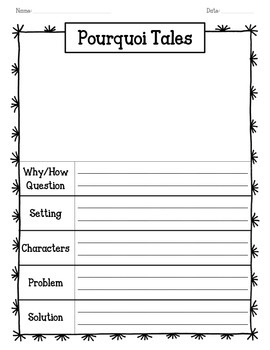 Name: Date:
Pourquoi Tales
Why/How
Question
Setting
Characters
Problem
Solution